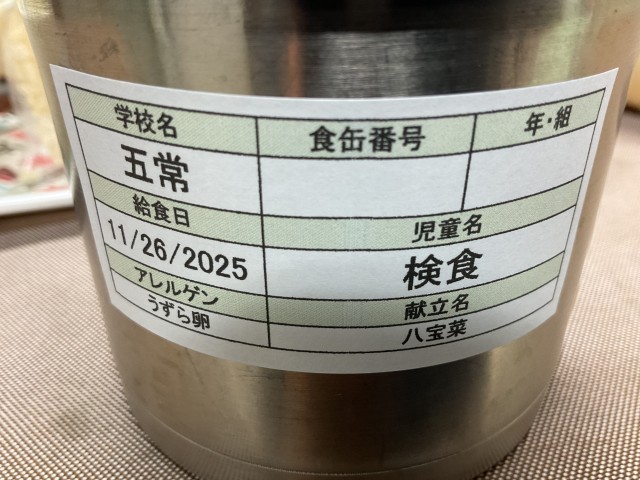 学校名 食缶番号 年・組
五常
給食日 児童名
11/26/2025 検食
アレルゲン 献立名
うずら卵 八宝菜